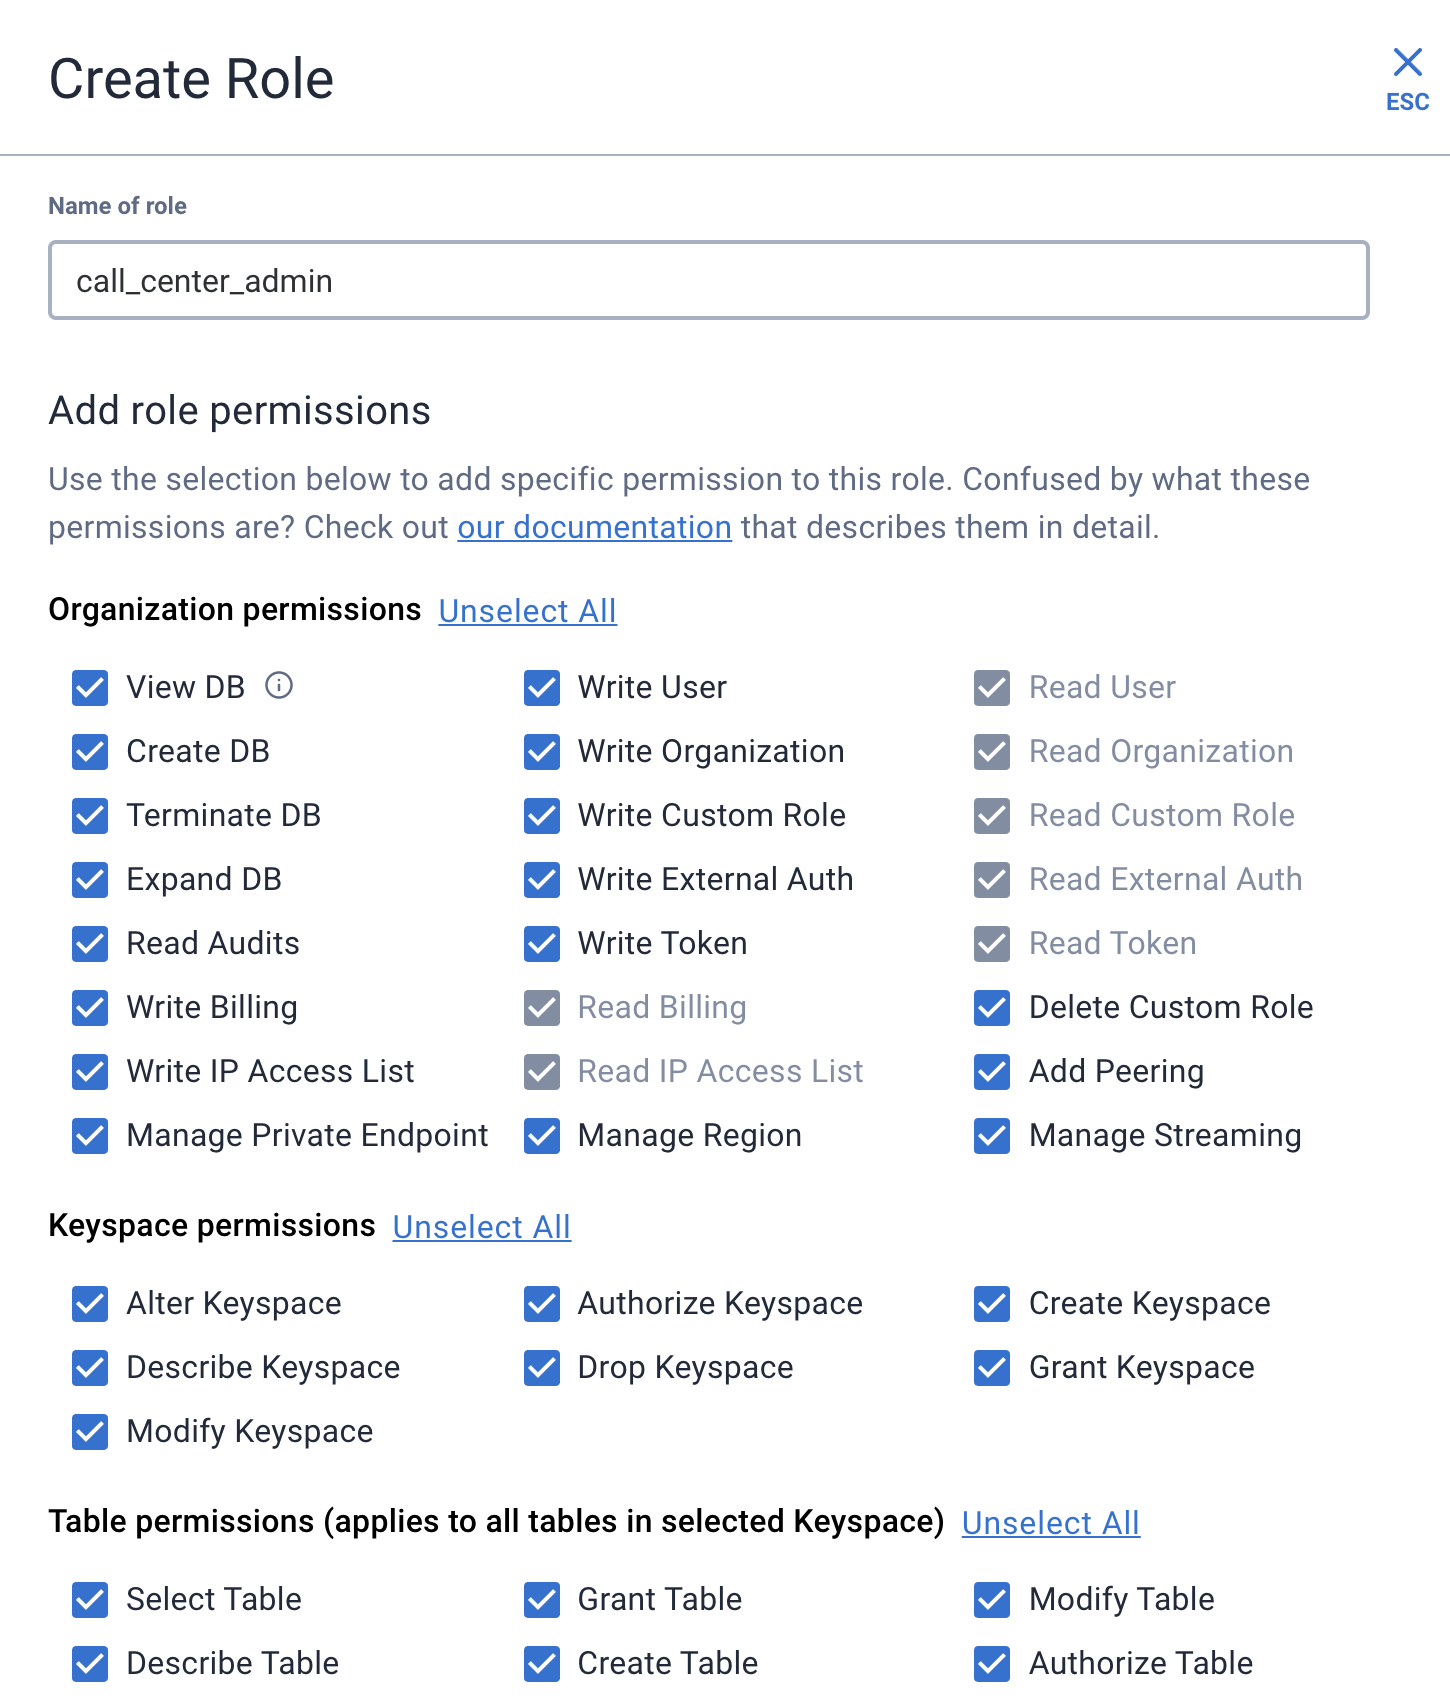 Create Role
ESC
Name of role
call_center_admin
Add role permissions
Use the selection below to add specific permission to this role. Confused by what these
permissions are? Check out our documentation that describes them in detail.
Organization permissions Unselect All
View DB Write User Read User
Create DB Write Organization Read Organization
Terminate DB Write Custom Role Read Custom Role
Expand DB Write External Auth Read External Auth
Read Audits Write Token Read Token
Write Billing Read Billing Delete Custom Role
Write IP Access List Read IP Access List Add Peering
Manage Private Endpoint Manage Region Manage Streaming
Keyspace permissions Unselect All
Alter Keyspace Authorize Keyspace Create Keyspace
Describe Keyspace Drop Keyspace Grant Keyspace
Modify Keyspace
Table permissions (applies to all tables in selected Keyspace) Unselect All
Select Table Grant Table Modify Table
Describe Table Create Table Authorize Table